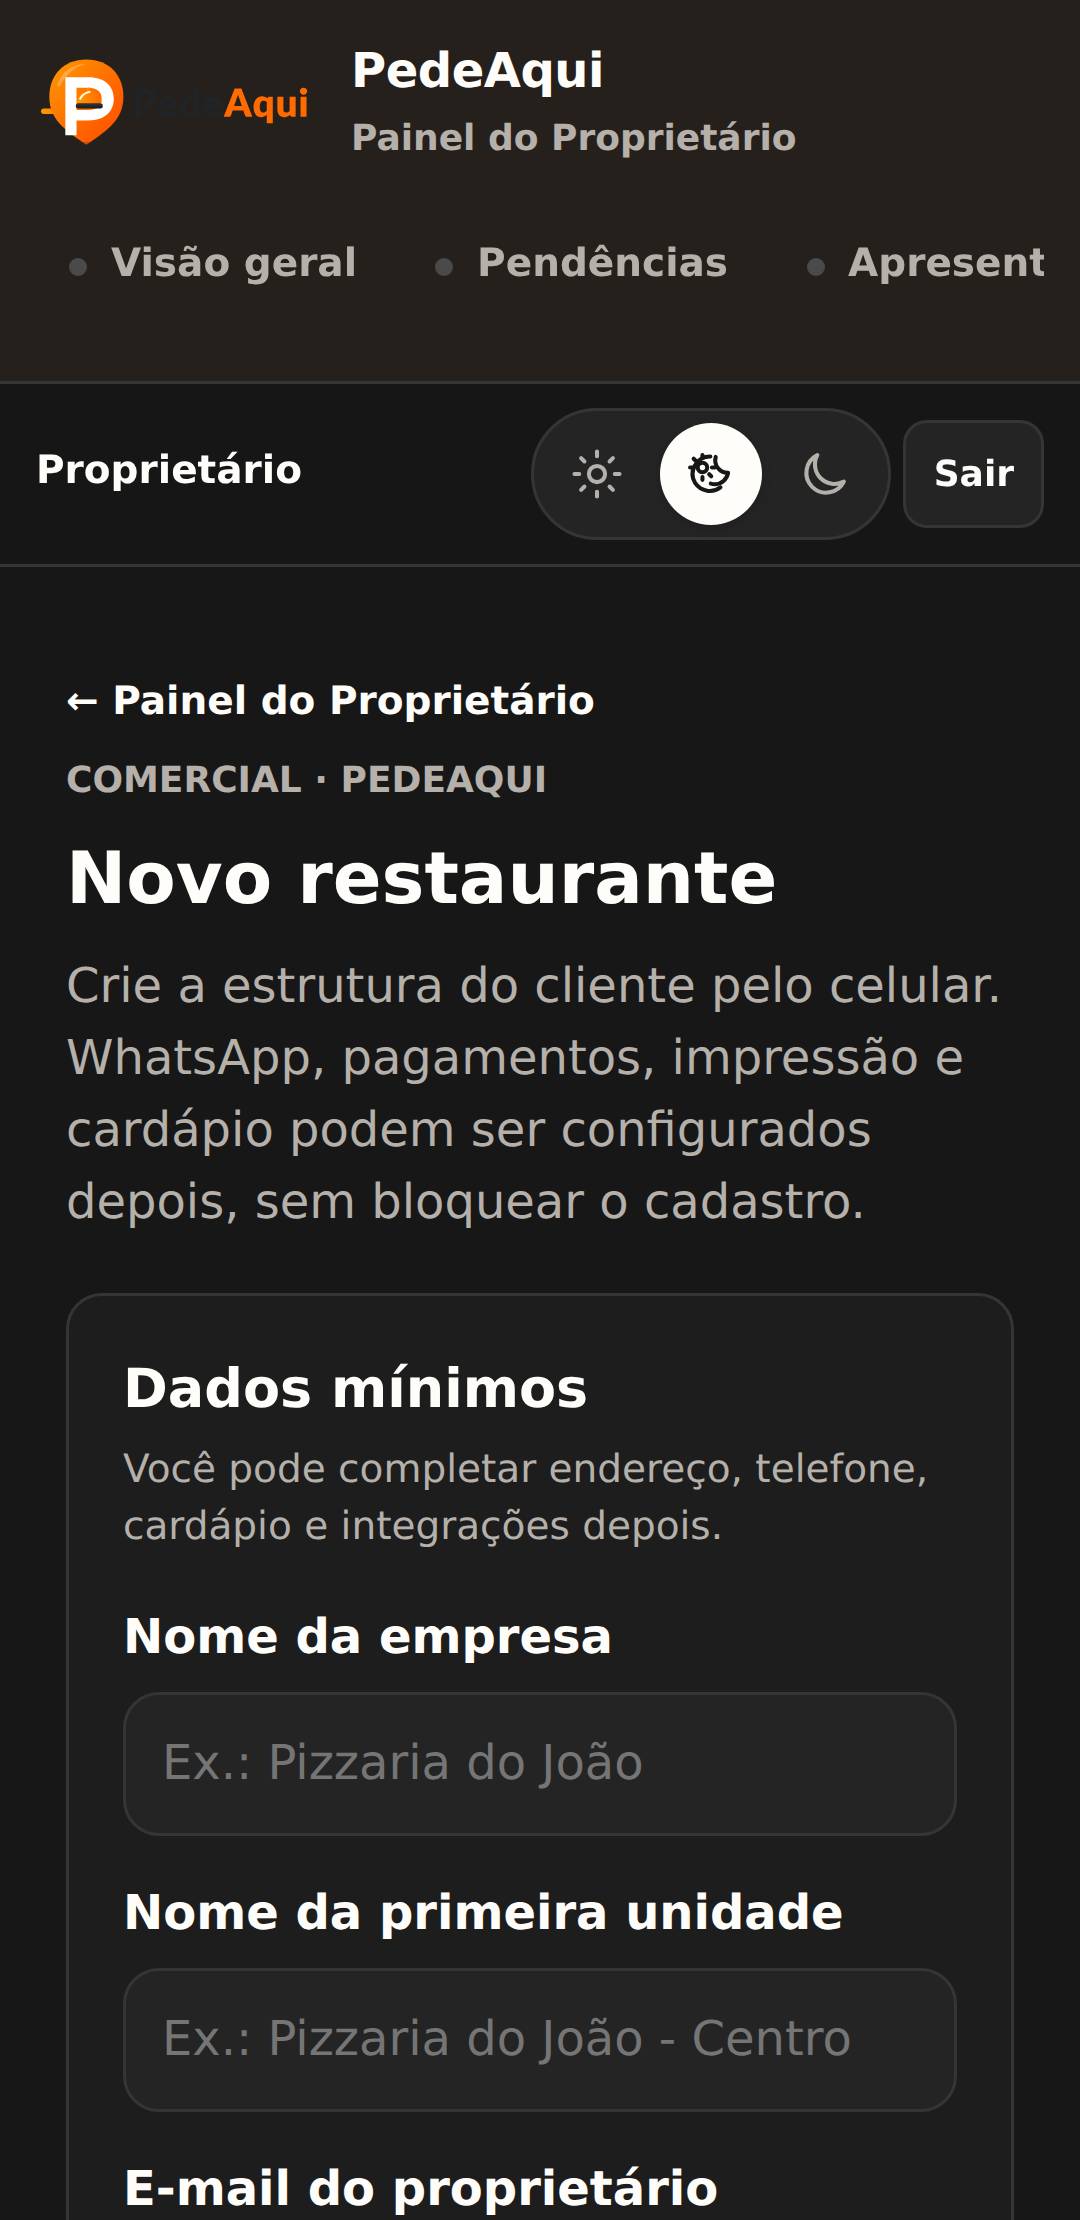 PedeAqui
PedeAqui
Painel do Proprietário
Visão geral
Pendências
Apresent
Proprietário
Sair
← Painel do Proprietário
COMERCIAL · PEDEAQUI
Novo restaurante
Crie a estrutura do cliente pelo celular.
WhatsApp, pagamentos, impressão e
cardápio podem ser configurados
depois, sem bloquear o cadastro.
Dados mínimos
Você pode completar endereço, telefone,
cardápio e integrações depois.
Nome da empresa
Ex.: Pizzaria do João
Nome da primeira unidade
Ex.: Pizzaria do João - Centro
E-mail do proprietário